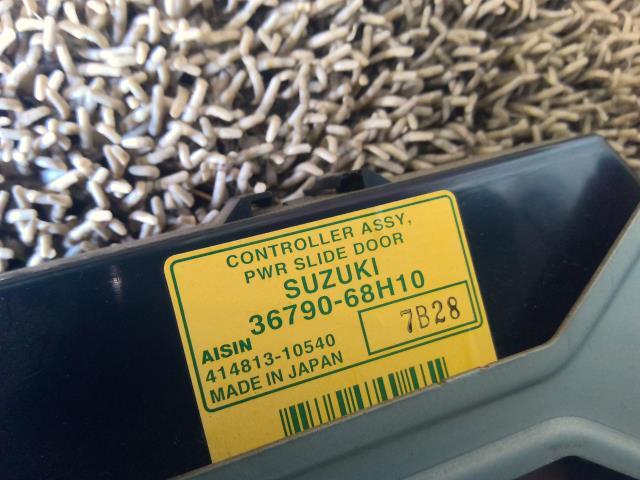 CONTROLLER ASSY,
PWR SLIDE DOOR
SUZUKI
36790-68H10
AISIN
7B28
414813-10540
MADE IN JAPAN